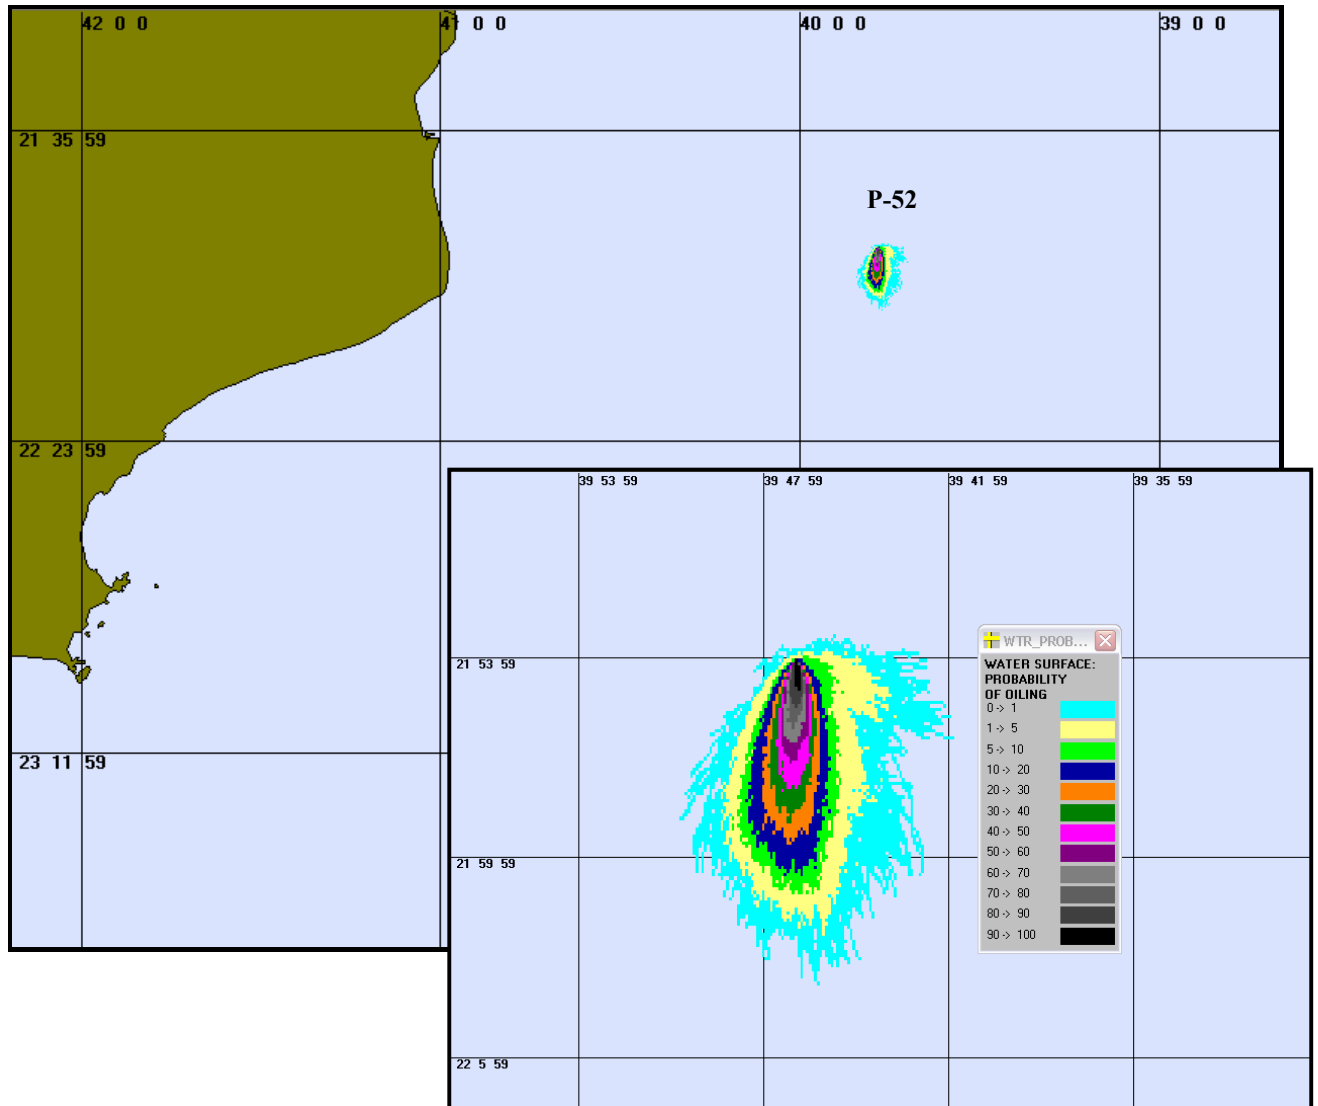 42 0 0
41 0 0
40 0 0
39 0 0
21 35 59
P-52
22 23 59
23 11 59
39 53 59
39 47 59
39 41 59
39 35 59
21 53 59
21 59 59
22 5 59
WTR_PROB...
WATER SURFACE:
PROBABILITY
OF OILING
0 -> 1
1 -> 5
5 -> 10
10 -> 20
20 -> 30
30 -> 40
40 -> 50
50 -> 60
60 -> 70
70 -> 80
80 -> 90
90 -> 100